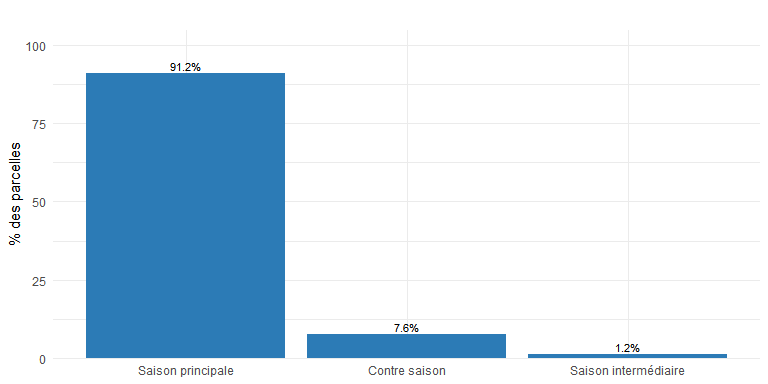 % des parcelles
100
75
50
25
0
91.2%
7.6%
1.2%
Saison principale
Contre saison
Saison intermédiaire